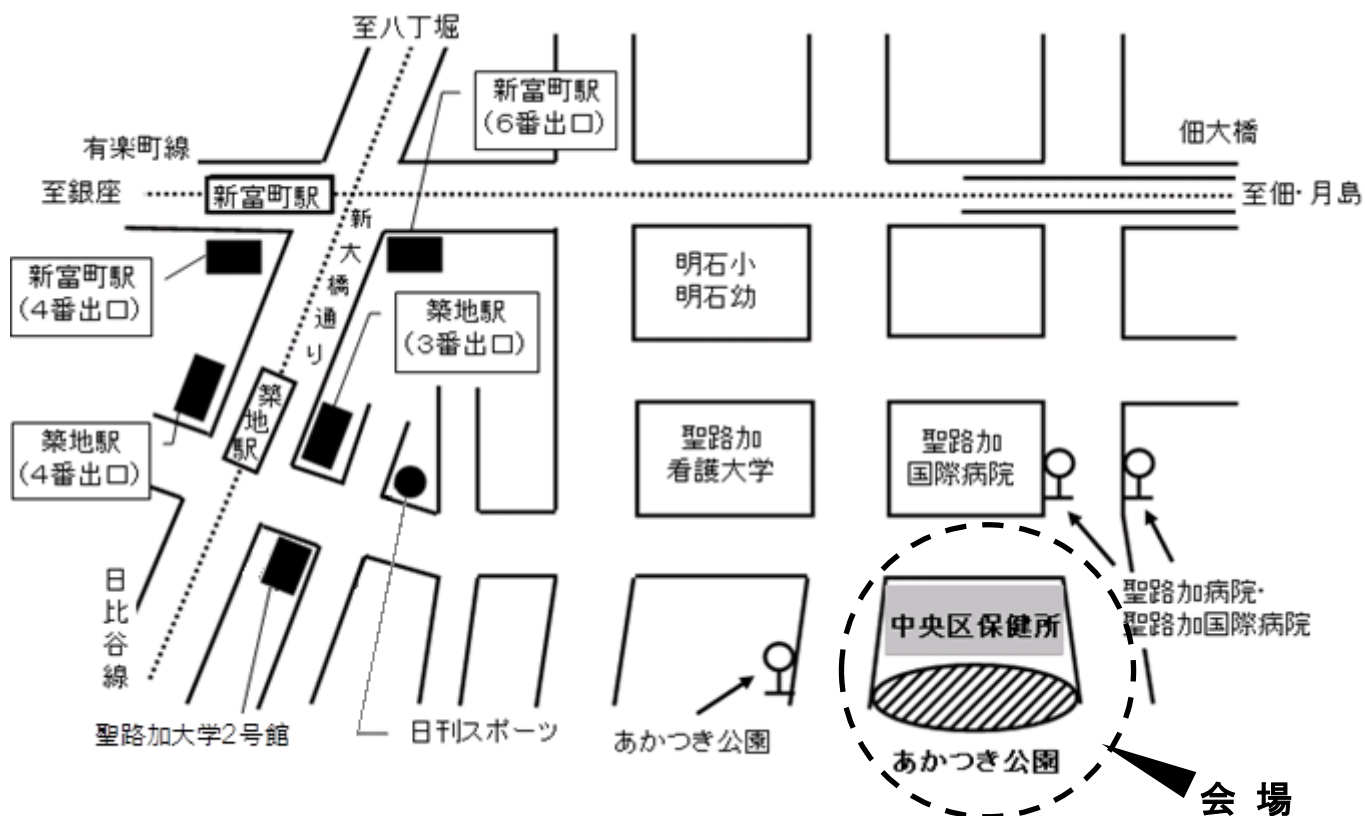 至八丁堀
新富町駅
(6番出口)
佃大橋
有楽町線
至銀座
新富町駅
至佃・月島
新大橋通り
新富町駅
(4番出口)
明石小
明石幼
築地駅
(3番出口)
築地駅
築地駅
(4番出口)
聖路加
看護大学
聖路加
国際病院
日比谷線
聖路加病院・
聖路加国際病院
中央区保健所
聖路加大学2号館
日刊スポーツ
あかつき公園
あかつき公園
会 場